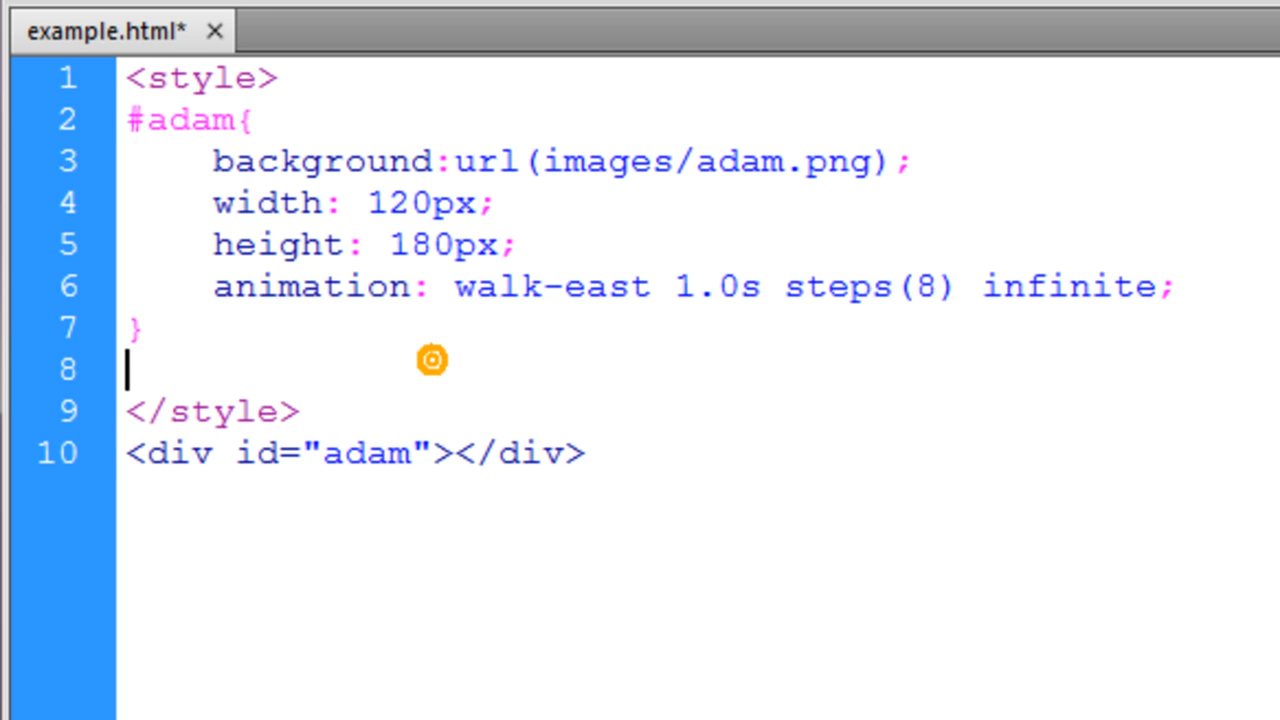 example.html* ×
1 <style>
2 #adam{
3     background:url(images/adam.png);
4     width: 120px;
5     height: 180px;
6     animation: walk-east 1.0s steps(8) infinite;
7 }
8
9 </style>
10 <div id="adam"></div>